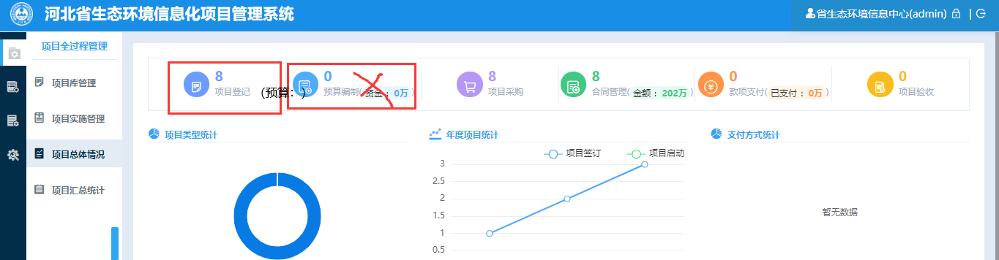 河北省生态环境信息化项目管理系统
省生态环境信息中心(admin)
项目全过程管理
项目库管理
项目实施管理
项目总体情况
项目汇总统计
8
项目登记 （预算：）
0
预算编制( 资金 ： 0万 )
8
项目采购
8
合同管理( 金额 ： 202万 )
0
款项支付( 已支付 ： 0万 )
0
项目验收
项目类型统计
年度项目统计
项目签订 项目启动
3
2.5
2
1.5
1
0.5
支付方式统计
暂无数据